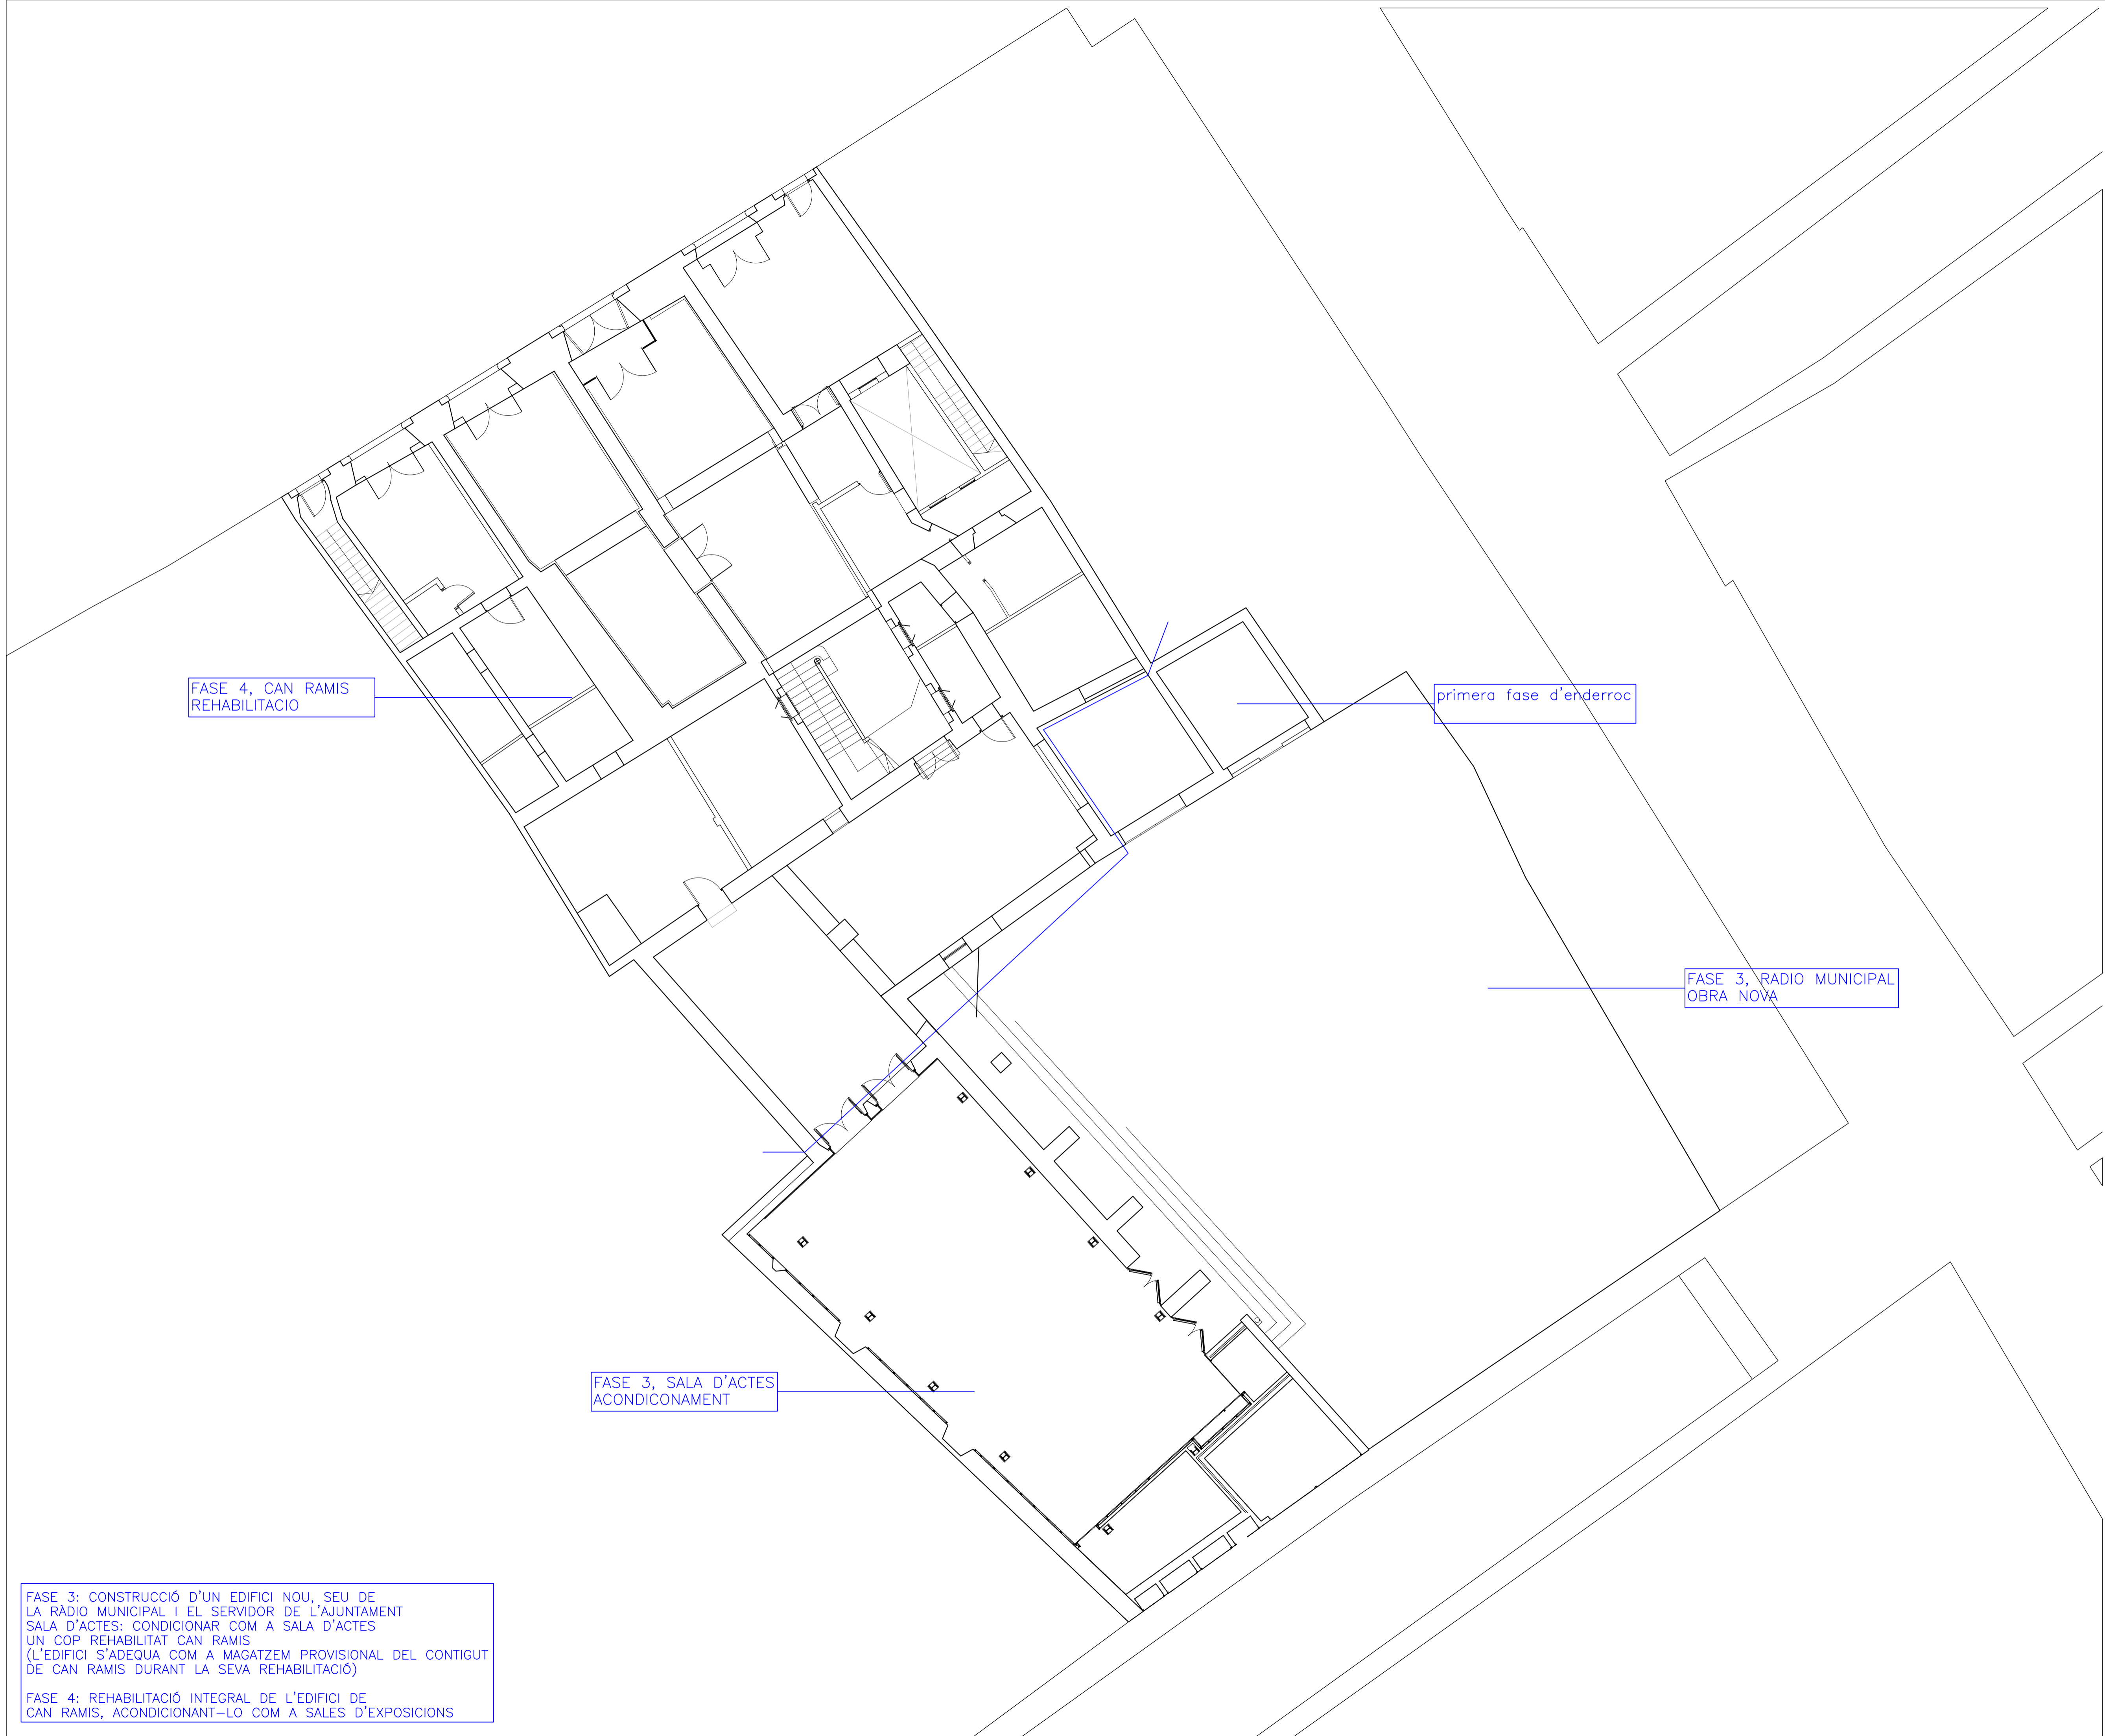 FASE 4, CAN RAMIS
REHABILITACIO
primera fase d'enderroc
FASE 3, RADIO MUNICIPAL
OBRA NOVA
FASE 3, SALA D'ACTES
ACONDICONAMENT
FASE 3: CONSTRUCCIÓ D'UN EDIFICI NOU, SEU DE
LA RÀDIO MUNICIPAL I EL SERVIDOR DE L'AJUNTAMENT
SALA D'ACTES: CONDICIONAR COM A SALA D'ACTES
UN COP REHABILITAT CAN RAMIS
(L'EDIFICI S'ADEQUA COM A MAGATZEM PROVISIONAL DEL CONTIGUT
DE CAN RAMIS DURANT LA SEVA REHABILITACIÓ)
FASE 4: REHABILITACIÓ INTEGRAL DE L'EDIFICI DE
CAN RAMIS, ACONDICIONANT-LO COM A SALES D'EXPOSICIONS